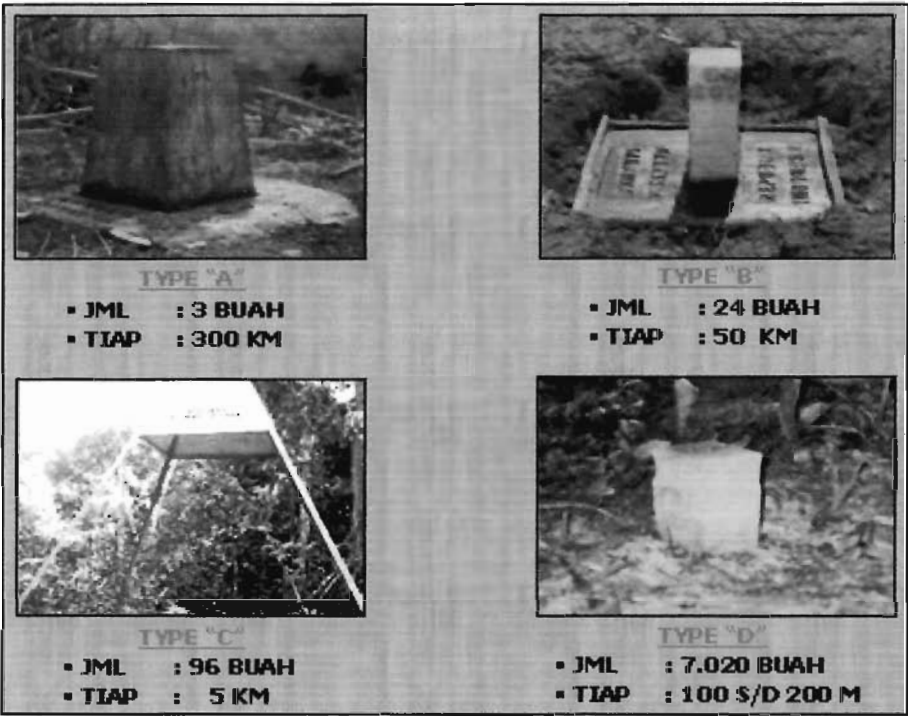 TYPE "A"
▪ JML : 3 BUAH
▪ TIAP : 300 KM
TYPE "B"
▪ JML : 24 BUAH
▪ TIAP : 50 KM
TYPE "C"
▪ JML : 96 BUAH
▪ TIAP : 5 KM
TYPE "D"
▪ JML : 7.020 BUAH
▪ TIAP : 100 S/D 200 M